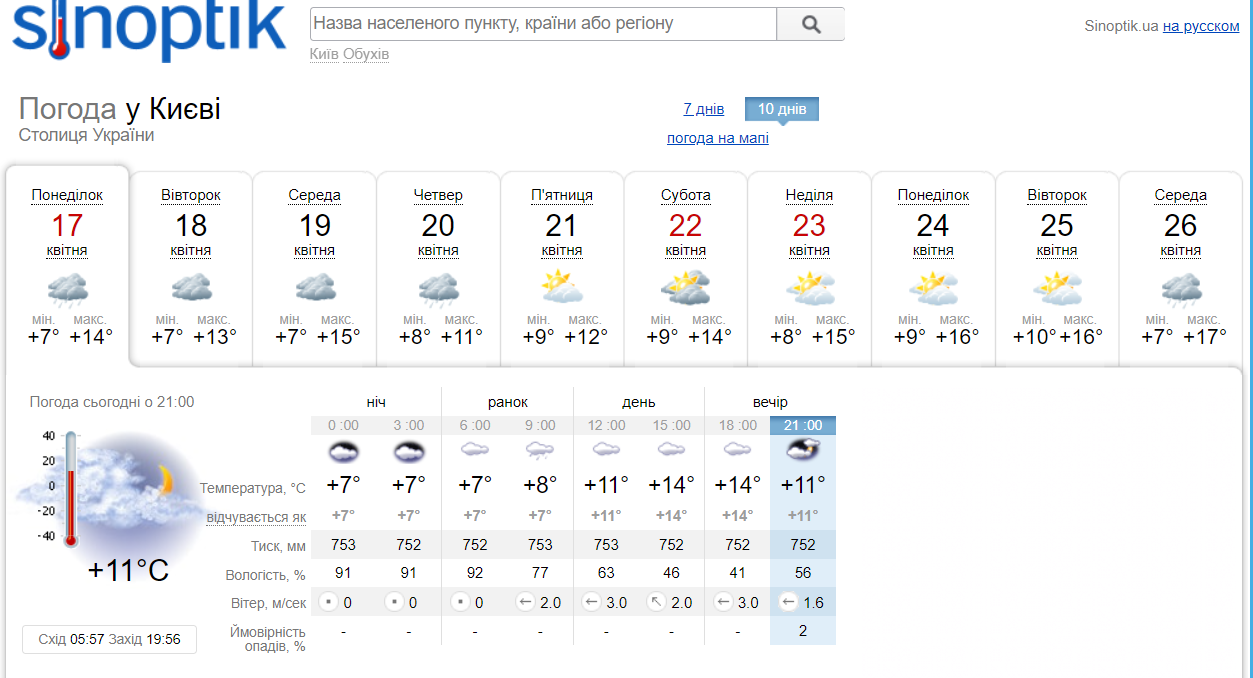 sinoptik
Назва населеного пункту, країни або регіону
Sinoptik.ua на русском
Київ Обухів
Погода у Києві
Столиця України
7 днів 10 днів
погода на мапі
Понеділок Вівторок Середа Четвер П'ятниця Субота Неділя Понеділок Вівторок Середа
17 18 19 20 21 22 23 24 25 26
квітня квітня квітня квітня квітня квітня квітня квітня квітня квітня
мін. макс. мін. макс. мін. макс. мін. макс. мін. макс. мін. макс. мін. макс. мін. макс. мін. макс. мін. макс.
+7° +14° +7° +13° +7° +15° +8° +11° +9° +12° +9° +14° +8° +15° +9° +16° +10° +16° +7° +17°
Погода сьогодні о 21:00
40
20
0
-20
-40
+11°C
Схід 05:57 Захід 19:56
ніч ранок день вечір
0 :00 3 :00 6 :00 9 :00 12 :00 15 :00 18 :00 21 :00
Температура, °C +7° +7° +7° +8° +11° +14° +14° +11°
відчувається як +7° +7° +7° +7° +11° +14° +14° +11°
Тиск, мм 753 752 752 753 753 752 752 752
Вологість, % 91 91 92 77 63 46 41 56
Вітер, м/сек 0 0 0 2.0 3.0 2.0 3.0 1.6
Ймовірність
опадів, % - - - - - - - 2